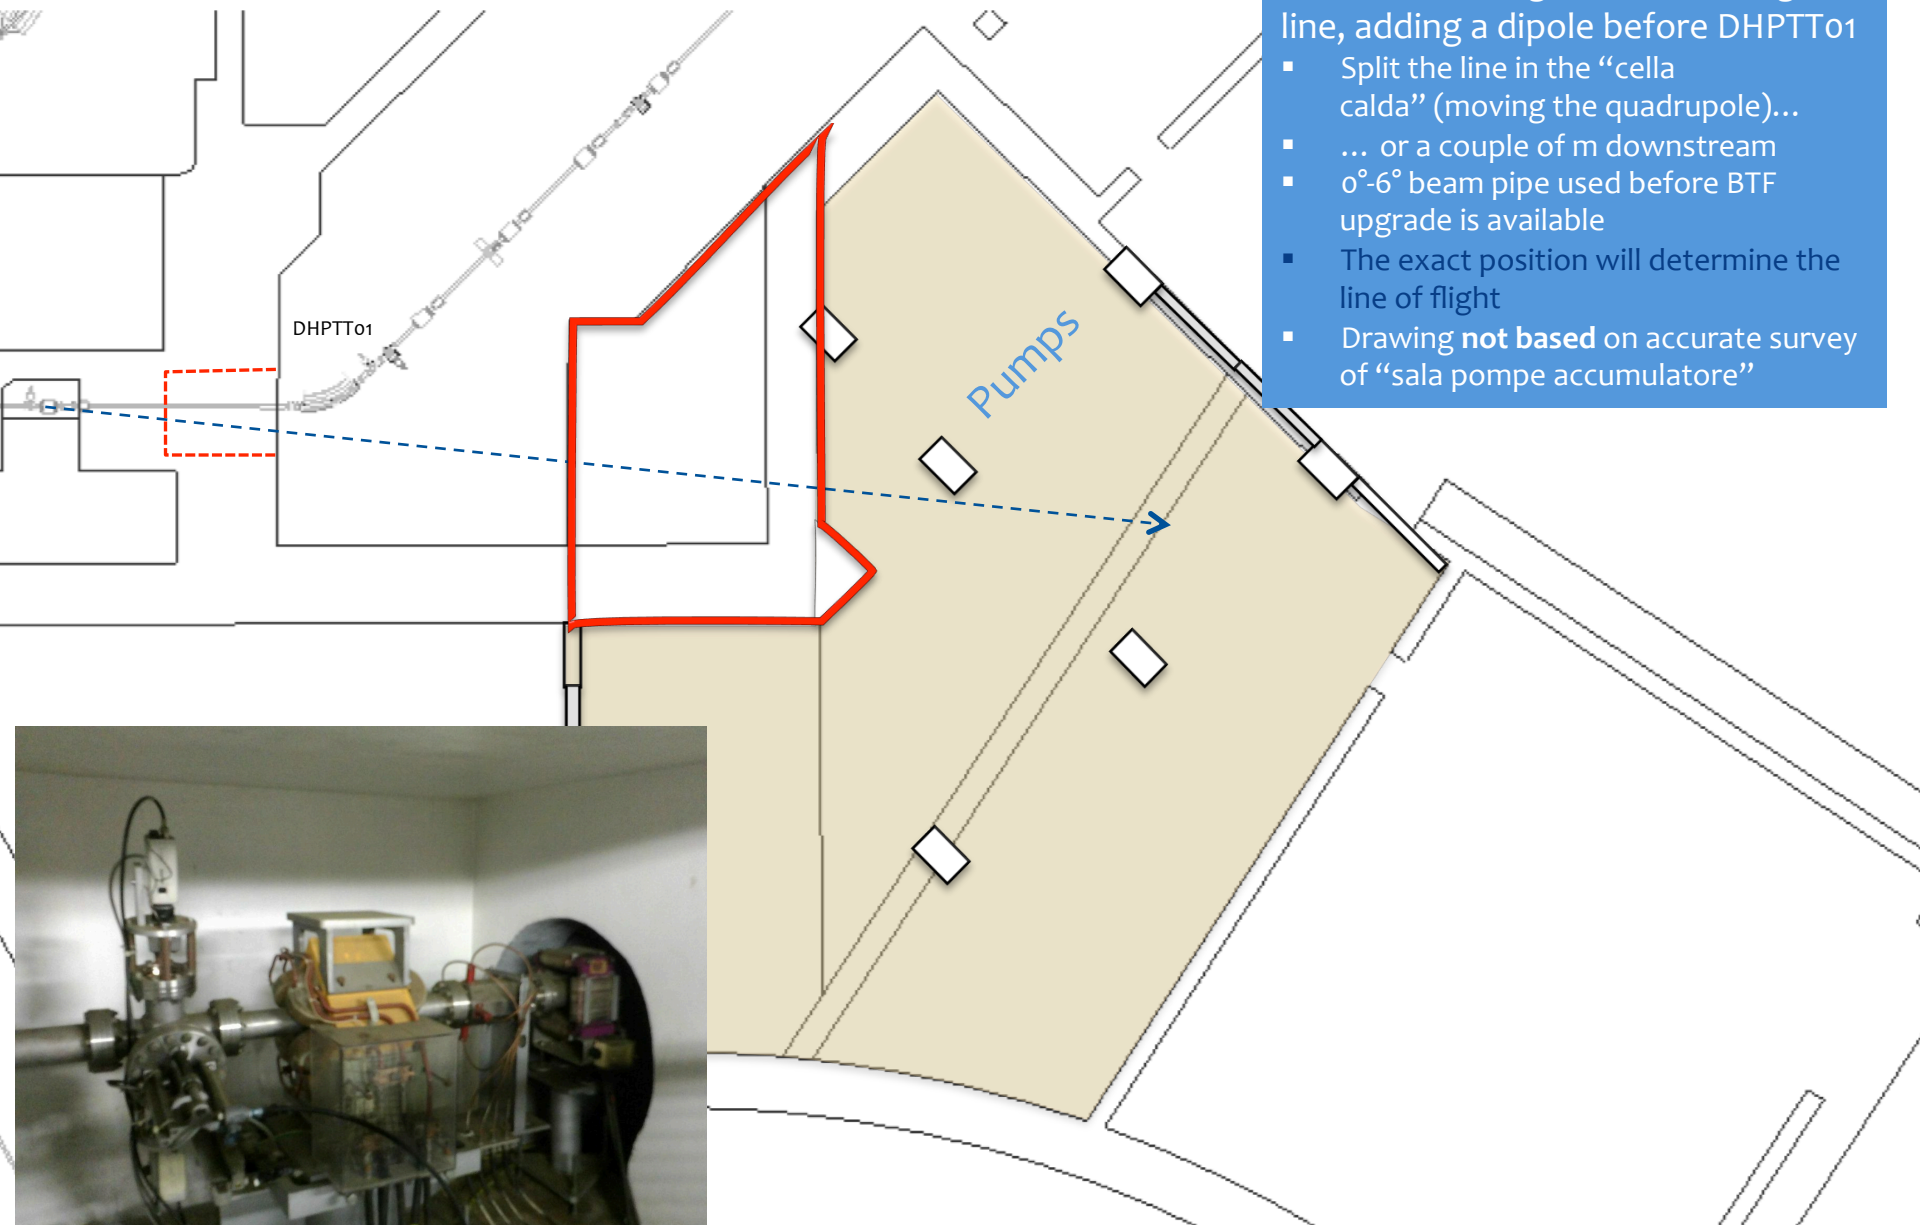 line, adding a dipole before DHPTT01
▪ Split the line in the “cella
calda” (moving the quadrupole)…
▪ … or a couple of m downstream
▪ 0°-6° beam pipe used before BTF
upgrade is available
▪ The exact position will determine the
line of flight
▪ Drawing not based on accurate survey
of “sala pompe accumulatore”
DHPTT01
Pumps